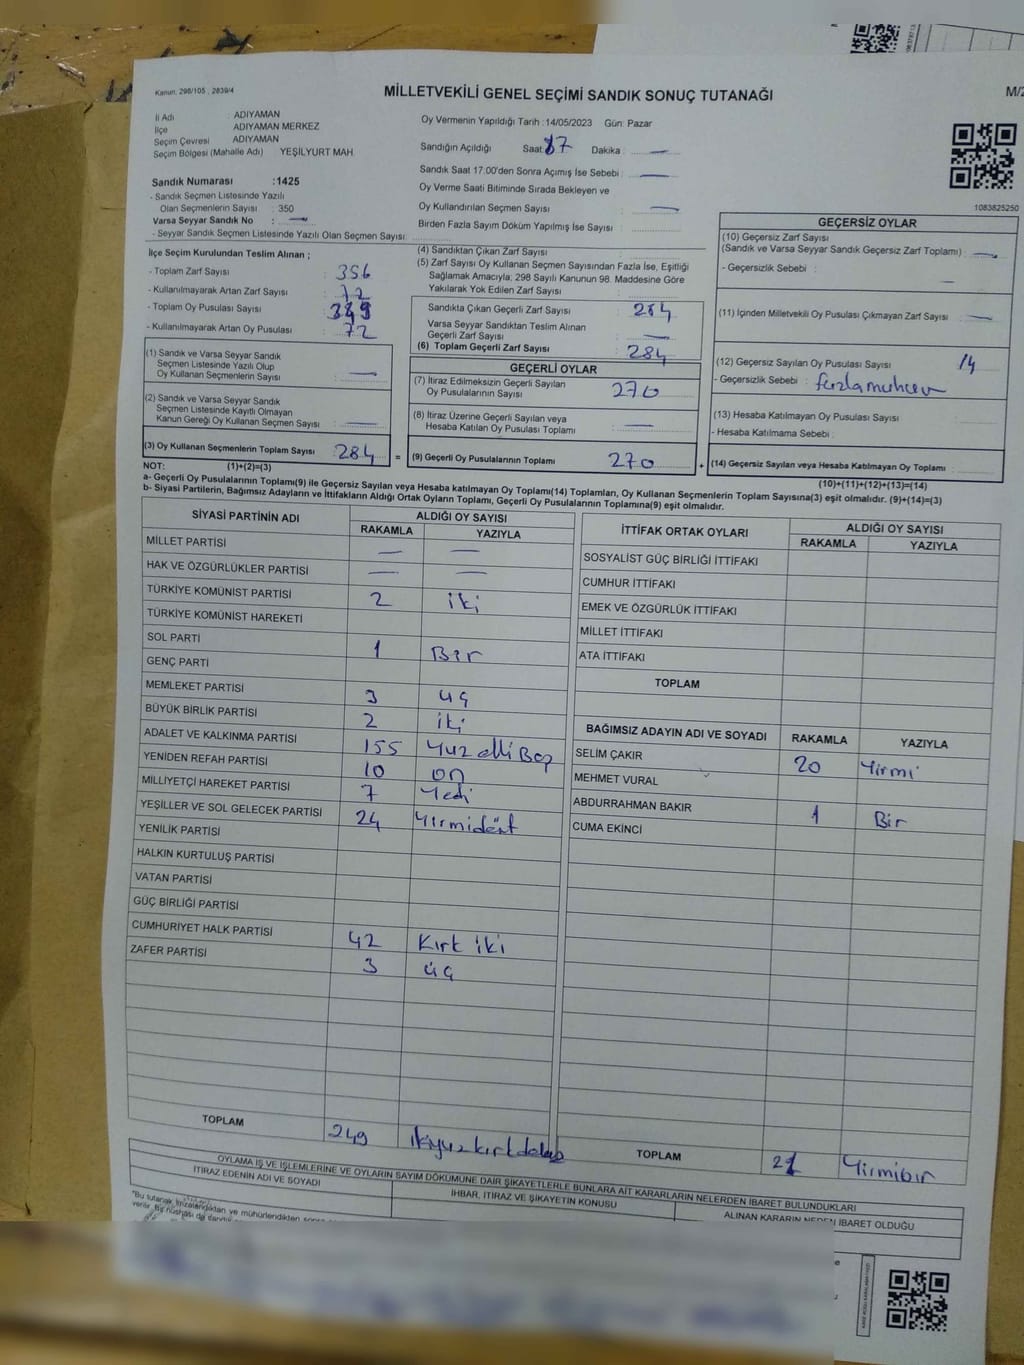 Kanun, 298/105 , 2839/4
MİLLETVEKİLİ GENEL SEÇİMİ SANDIK SONUÇ TUTANAĞI
İl Adı : ADIYAMAN
İlçe ADIYAMAN MERKEZ
Seçim Çevresi ADIYAMAN
Seçim Bölgesi (Mahalle Adı) YEŞİLYURT MAH.
Oy Vermenin Yapıldığı Tarih :14/05/2023 Gün: Pazar
Sandığın Açıldığı Saat: 17 Dakika : —
Sandık Saat 17:00'den Sonra Açımış İse Sebebi : —
Oy Verme Saati Bitiminde Sırada Bekleyen ve
Oy Kullandırılan Seçmen Sayısı : —
Birden Fazla Sayım Döküm Yapılmış İse Sayısı :
Sandık Numarası :1425
- Sandık Seçmen Listesinde Yazılı
Olan Seçmenlerin Sayısı : 350
Varsa Seyyar Sandık No : —
- Seyyar Sandık Seçmen Listesinde Yazılı Olan Seçmen Sayısı:
1083825250
İlçe Seçim Kurulundan Teslim Alınan ;
- Toplam Zarf Sayısı : 356
- Kullanılmayarak Artan Zarf Sayısı : 72
- Toplam Oy Pusulası Sayısı :
- Kullanılmayarak Artan Oy Pusulası : 72
(1) Sandık ve Varsa Seyyar Sandık
Seçmen Listesinde Yazılı Olup
Oy Kullanan Seçmenlerin Sayısı : —
(2) Sandık ve Varsa Seyyar Sandık
Seçmen Listesinde Kayıtlı Olmayan
Kanun Gereği Oy Kullanan Seçmen Sayısı : —
(3) Oy Kullanan Seçmenlerin Toplam Sayısı : 284
(4) Sandıktan Çıkan Zarf Sayısı :
(5) Zarf Sayısı Oy Kullanan Seçmen Sayısından Fazla İse, Eşitliği
Sağlamak Amacıyla; 298 Sayılı Kanunun 98. Maddesine Göre
Yakılarak Yok Edilen Zarf Sayısı :
Sandıkta Çıkan Geçerli Zarf Sayısı : 284
Varsa Seyyar Sandıktan Teslim Alınan
Geçerli Zarf Sayısı : —
(6) Toplam Geçerli Zarf Sayısı : 284
GEÇERLİ OYLAR
(7) İtiraz Edilmeksizin Geçerli Sayılan
Oy Pusulalarının Sayısı : 270
(8) İtiraz Üzerine Geçerli Sayılan veya
Hesaba Katılan Oy Pusulası Toplamı : —
= (9) Geçerli Oy Pusulalarının Toplamı : 270
GEÇERSİZ OYLAR
(10) Geçersiz Zarf Sayısı
(Sandık ve Varsa Seyyar Sandık Geçersiz Zarf Toplamı) : —
- Geçersizlik Sebebi : —
(11) İçinden Milletvekili Oy Pusulası Çıkmayan Zarf Sayısı : —
(12) Geçersiz Sayılan Oy Pusulası Sayısı : 14
- Geçersizlik Sebebi :
(13) Hesaba Katılmayan Oy Pusulası Sayısı :
- Hesaba Katılmama Sebebi :
+ (14) Geçersiz Sayılan veya Hesaba Katılmayan Oy Toplamı :
NOT: (1)+(2)=(3)
(10)+(11)+(12)+(13)=(14)
a- Geçerli Oy Pusulalarının Toplamı(9) ile Geçersiz Sayılan veya Hesaba katılmayan Oy Toplamı(14) Toplamları, Oy Kullanan Seçmenlerin Toplam Sayısına(3) eşit olmalıdır. (9)+(14)=(3)
b- Siyasi Partilerin, Bağımsız Adayların ve İttifakların Aldığı Ortak Oyların Toplamı, Geçerli Oy Pusulalarının Toplamına(9) eşit olmalıdır.
SİYASİ PARTİNİN ADI ALDIĞI OY SAYISI
RAKAMLA YAZIYLA
MİLLET PARTİSİ — —
HAK VE ÖZGÜRLÜKLER PARTİSİ — —
TÜRKİYE KOMÜNİST PARTİSİ 2 iki
TÜRKİYE KOMÜNİST HAREKETİ
SOL PARTİ 1 Bir
GENÇ PARTİ
MEMLEKET PARTİSİ 3 üç
BÜYÜK BİRLİK PARTİSİ 2 iki
ADALET VE KALKINMA PARTİSİ 155 Yüz elli Beş
YENİDEN REFAH PARTİSİ 10 on
MİLLİYETÇİ HAREKET PARTİSİ 7 Yedi
YEŞİLLER VE SOL GELECEK PARTİSİ 24 Yirmidört
YENİLİK PARTİSİ
HALKIN KURTULUŞ PARTİSİ
VATAN PARTİSİ
GÜÇ BİRLİĞİ PARTİSİ
CUMHURİYET HALK PARTİSİ 42 Kırk iki
ZAFER PARTİSİ 3 üç
TOPLAM 249 ikiyüzkırkdokuz
İTTİFAK ORTAK OYLARI ALDIĞI OY SAYISI
RAKAMLA YAZIYLA
SOSYALİST GÜÇ BİRLİĞİ İTTİFAKI
CUMHUR İTTİFAKI
EMEK VE ÖZGÜRLÜK İTTİFAKI
MİLLET İTTİFAKI
ATA İTTİFAKI
TOPLAM
BAĞIMSIZ ADAYIN ADI VE SOYADI RAKAMLA YAZIYLA
SELİM ÇAKIR 20 Yirmi
MEHMET VURAL
ABDURRAHMAN BAKIR 1 Bir
CUMA EKİNCİ
TOPLAM 21 Yirmibir
OYLAMA İŞ VE İŞLEMLERİNE VE OYLARIN SAYIM DÖKÜMÜNE DAİR ŞİKAYETLERLE BUNLARA AİT KARARLARIN NELERDEN İBARET BULUNDUKLARI
İTİRAZ EDENİN ADI VE SOYADI İHBAR, İTİRAZ VE ŞİKAYETİN KONUSU ALINAN KARARIN NEDEN İBARET OLDUĞU
"Bu tutanak imzalandıktan ve mühürlendikten sonra